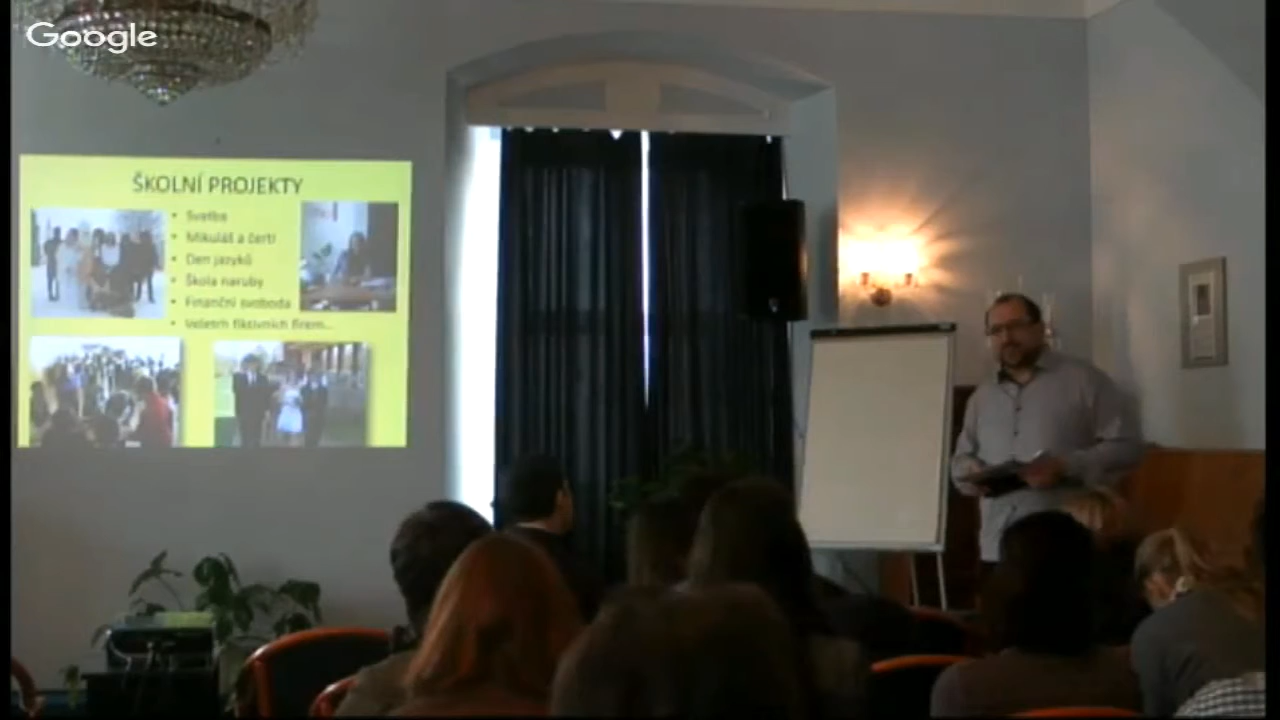 Google
ŠKOLNÍ PROJEKTY
• Svatba
• Mikuláš a čerti
• Den jazyků
• Škola naruby
• Finanční svoboda
• Veletrh fiktivních firem...